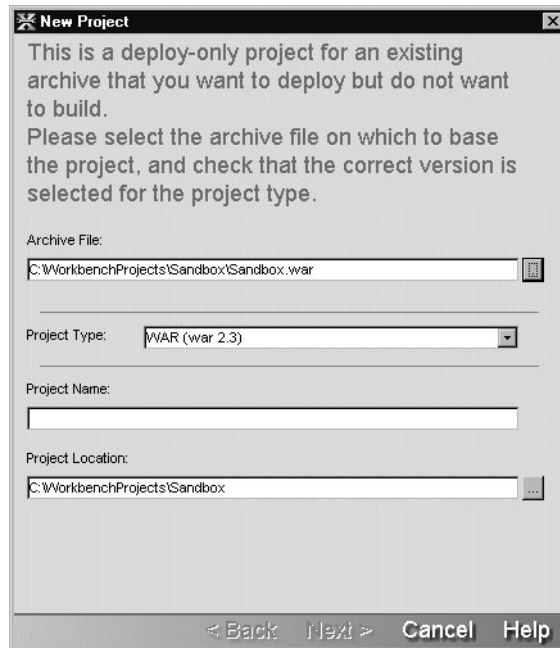 New Project
This is a deploy-only project for an existing
archive that you want to deploy but do not want
to build.
Please select the archive file on which to base
the project, and check that the correct version is
selected for the project type.
Archive File:
C:\WorkbenchProjects\Sandbox\Sandbox.war
Project Type:
WAR (war 2.3)
Project Name:
Project Location:
C:\WorkbenchProjects\Sandbox
...
< Back Next > Cancel Help